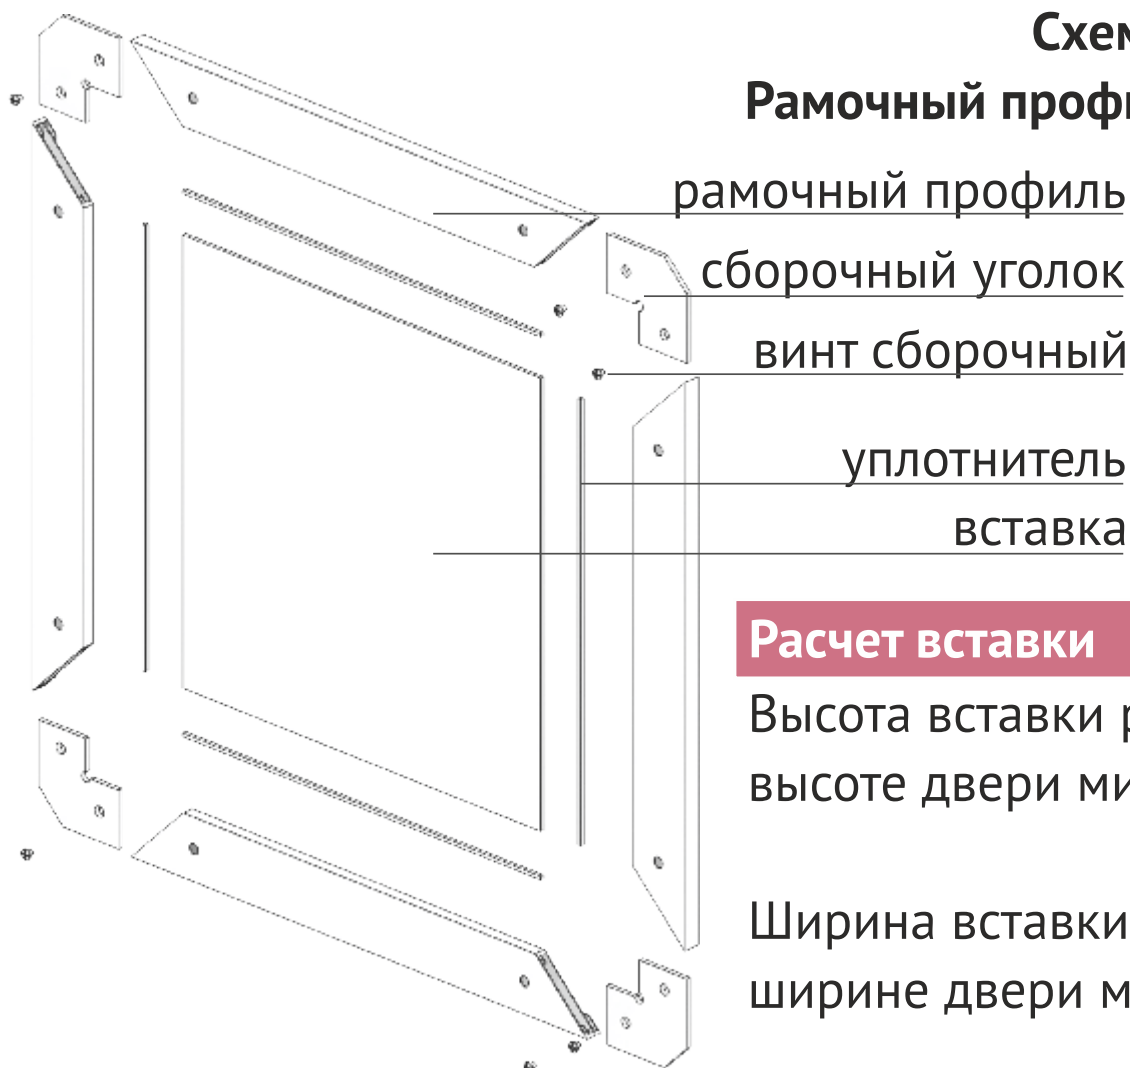 Схем
Рамочный профи
рамочный профиль
сборочный уголок
винт сборочный
уплотнитель
вставка
Расчет вставки
Высота вставки р
высоте двери ми
Ширина вставки
ширине двери м